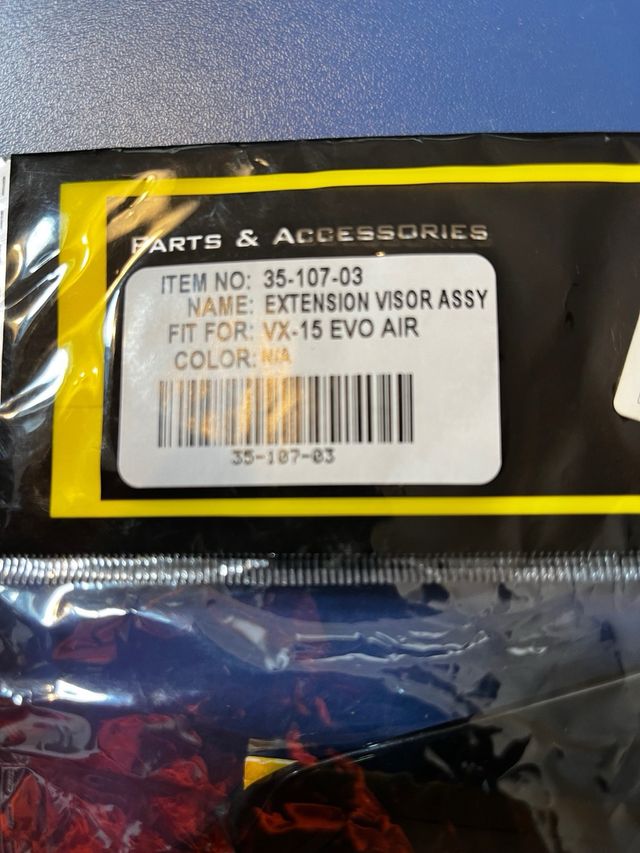 PARTS & ACCESSORIES
ITEM NO: 35-107-03
NAME: EXTENSION VISOR ASSY
FIT FOR: VX-15 EVO AIR
COLOR: N/A
35-107-03